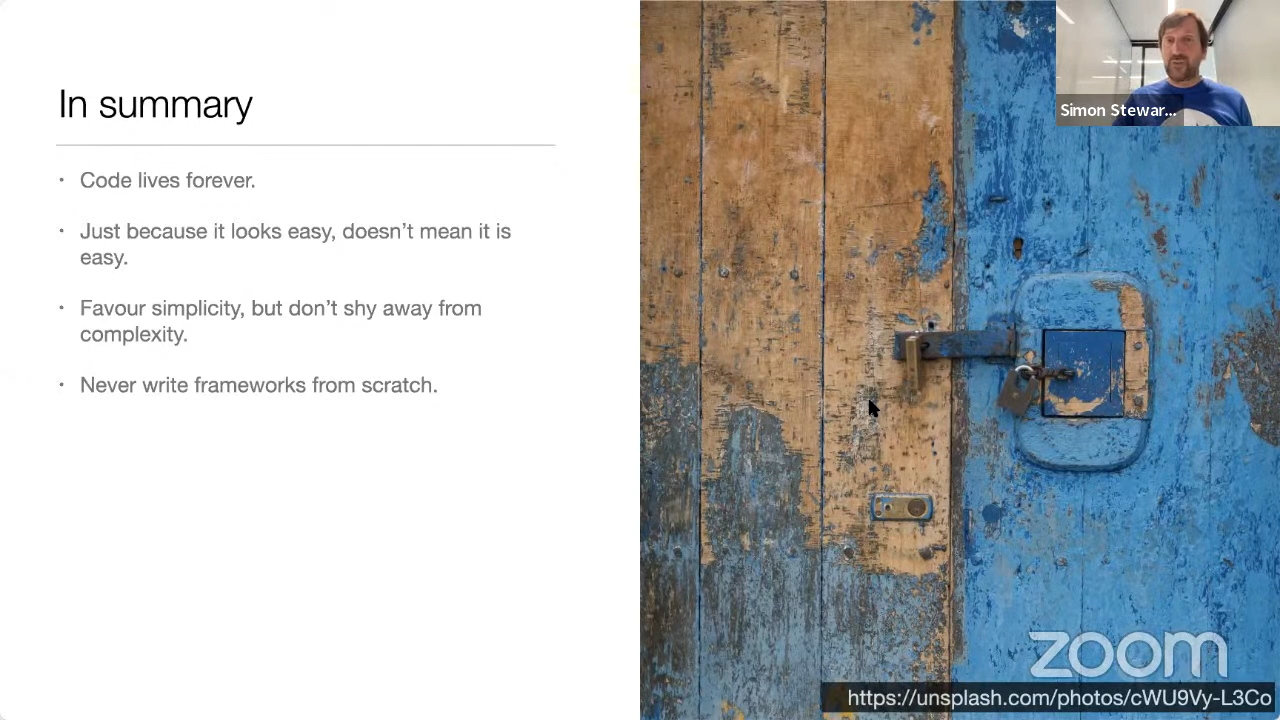 In summary
· Code lives forever.
· Just because it looks easy, doesn’t mean it is
easy.
· Favour simplicity, but don’t shy away from
complexity.
· Never write frameworks from scratch.
Simon Stewar...
zoom
https://unsplash.com/photos/cWU9Vy-L3Co